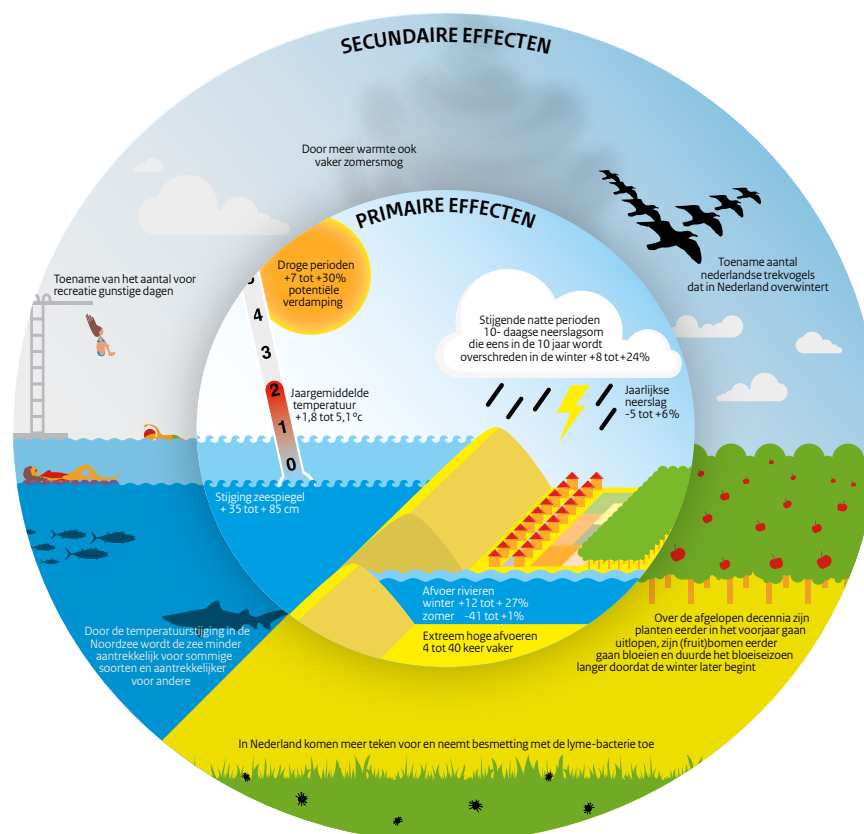 SECUNDAIRE EFFECTEN
Door meer warmte ook
vaker zomersmog
PRIMAIRE EFFECTEN
Toename van het aantal voor
recreatie gunstige dagen
Droge perioden
+7 tot +30%
potentiële
verdamping
Toename aantal
nederlandse trekvogels
dat in Nederland overwintert
Stijgende natte perioden
10- daagse neerslagsom
die eens in de 10 jaar wordt
overschreden in de winter +8 tot +24%
4
3
2
1
0
Jaargemiddelde
temperatuur
+1,8 tot 5,1°c
Jaarlijkse
neerslag
-5 tot +6%
Stijging zeespiegel
+ 35 tot + 85 cm
Afvoer rivieren
winter +12 tot + 27%
zomer -41 tot +1%
Extreem hoge afvoeren
4 tot 40 keer vaker
Door de temperatuurstijging in de
Noordzee wordt de zee minder
aantrekkelijk voor sommige
soorten en aantrekkelijker
voor andere
Over de afgelopen decennia zijn
planten eerder in het voorjaar gaan
uitlopen, zijn (fruit)bomen eerder
gaan bloeien en duurde het bloeiseizoen
langer doordat de winter later begint
In Nederland komen meer teken voor en neemt besmetting met de lyme-bacterie toe